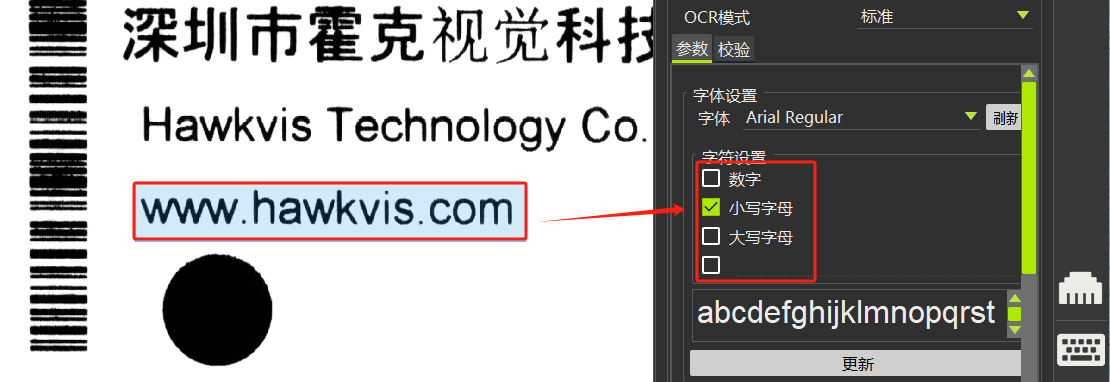 深圳市霍克视觉科技
Hawkvis Technology Co.
www.hawkvis.com
OCR模式 标准
参数 校验
字体设置
字体 Arial Regular 刷新
字符设置
数字
小写字母
大写字母
abcdefghijklmnopqrst
更新